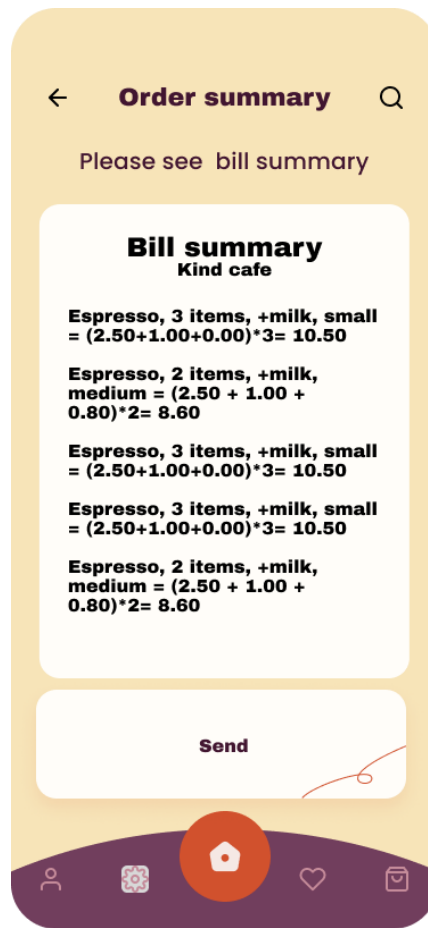 Order summary
Please see bill summary
Bill summary
Kind cafe
Espresso, 3 items, +milk, small
= (2.50+1.00+0.00)*3= 10.50
Espresso, 2 items, +milk,
medium = (2.50 + 1.00 +
0.80)*2= 8.60
Espresso, 3 items, +milk, small
= (2.50+1.00+0.00)*3= 10.50
Espresso, 3 items, +milk, small
= (2.50+1.00+0.00)*3= 10.50
Espresso, 2 items, +milk,
medium = (2.50 + 1.00 +
0.80)*2= 8.60
Send